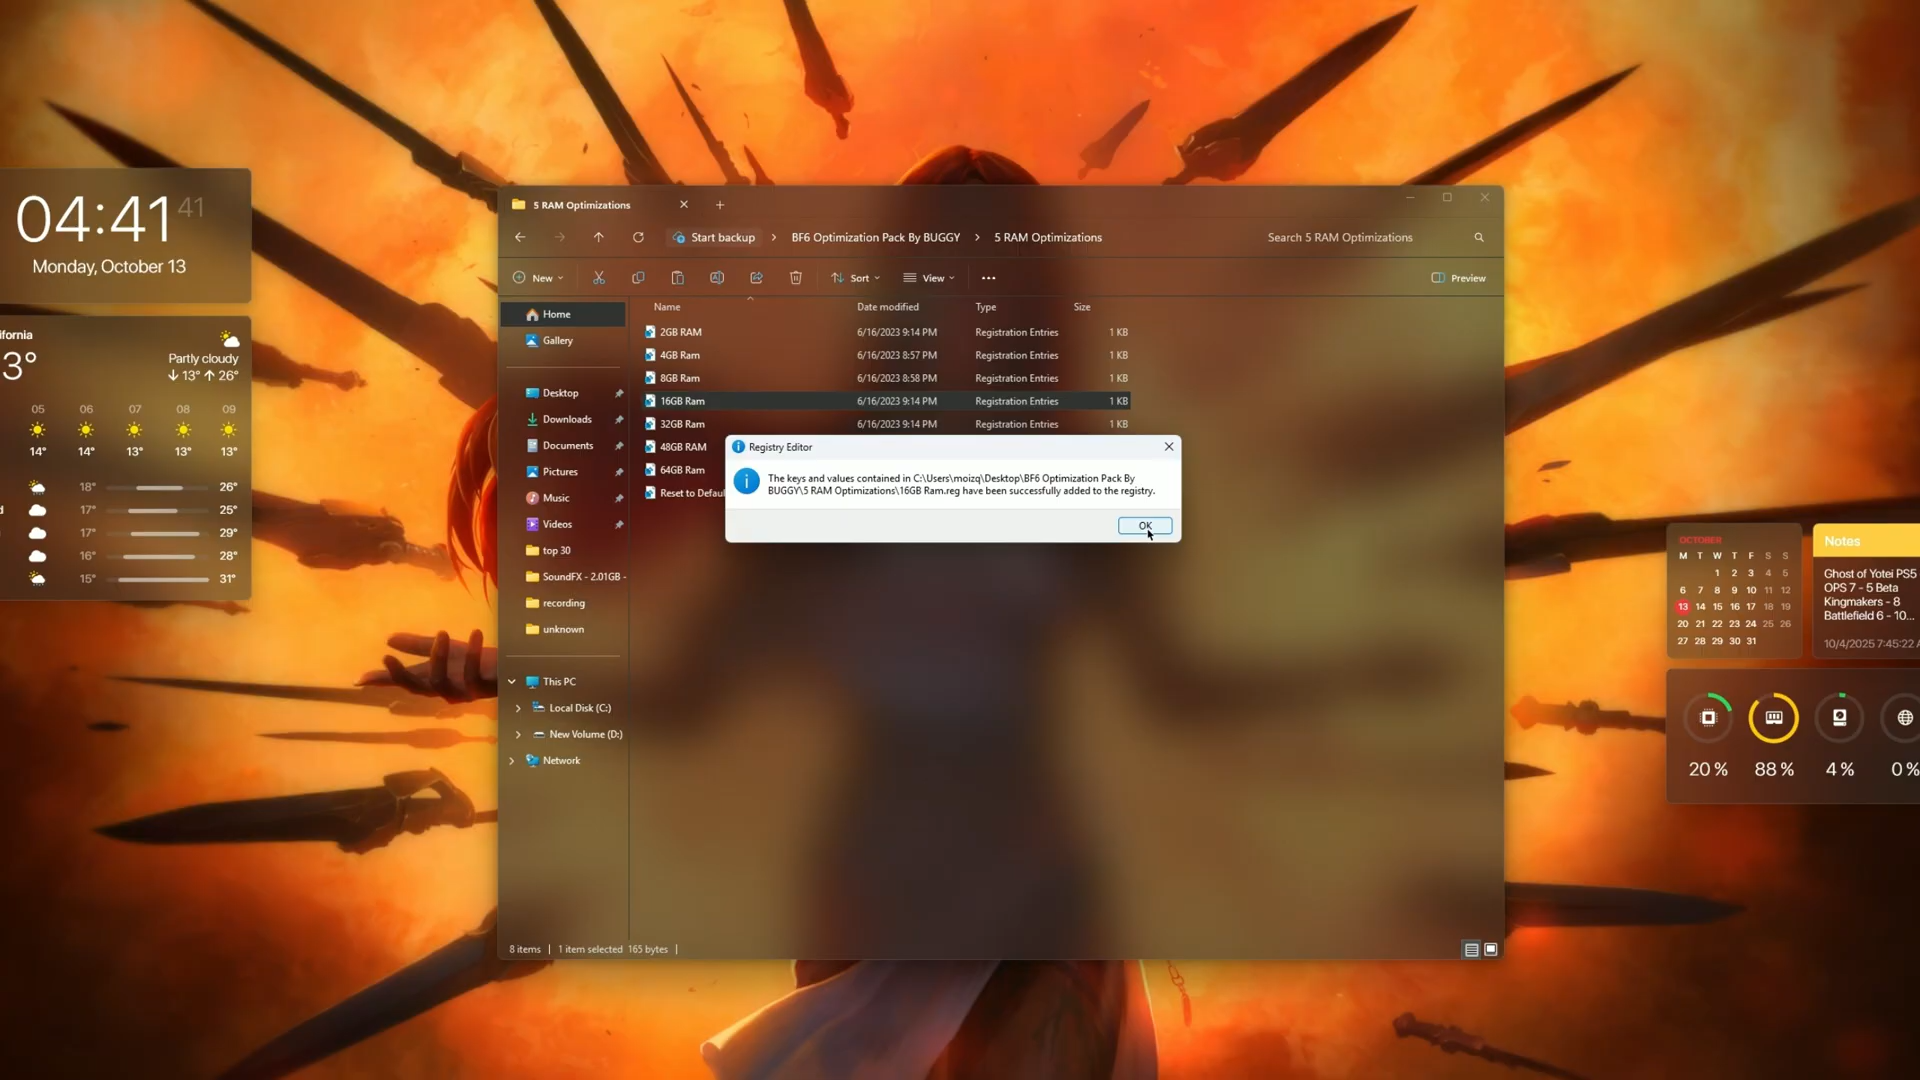 04:41 41
Monday, October 13
ifornia
3°
Partly cloudy
↓ 13° ↑ 26°
05 06 07 08 09
14° 14° 13° 13° 13°
18° 26°
17° 25°
17° 29°
16° 28°
15° 31°
5 RAM Optimizations
Start backup > BF6 Optimization Pack By BUGGY > 5 RAM Optimizations
Search 5 RAM Optimizations
New Sort View ... Preview
Name Date modified Type Size
Home
Gallery
Desktop
Downloads
Documents
Pictures
Music
Videos
top 30
SoundFX - 2.01GB -
recording
unknown
This PC
Local Disk (C:)
New Volume (D:)
Network
2GB RAM 6/16/2023 9:14 PM Registration Entries 1 KB
4GB Ram 6/16/2023 8:57 PM Registration Entries 1 KB
8GB Ram 6/16/2023 8:58 PM Registration Entries 1 KB
16GB Ram 6/16/2023 9:14 PM Registration Entries 1 KB
32GB Ram 6/16/2023 9:14 PM Registration Entries 1 KB
48GB RAM
64GB Ram
Reset to Defau
Registry Editor
The keys and values contained in C:\Users\moizq\Desktop\BF6 Optimization Pack By
BUGGY\5 RAM Optimizations\16GB Ram.reg have been successfully added to the registry.
OK
8 items | 1 item selected 165 bytes |
OCTOBER
M T W T F S S
1 2 3 4 5
6 7 8 9 10 11 12
13 14 15 16 17 18 19
20 21 22 23 24 25 26
27 28 29 30 31
Notes
Ghost of Yotei PS5
OPS 7 - 5 Beta
Kingmakers - 8
Battlefield 6 - 10...
10/4/2025 7:45:22 A
20 % 88 % 4 % 0 %